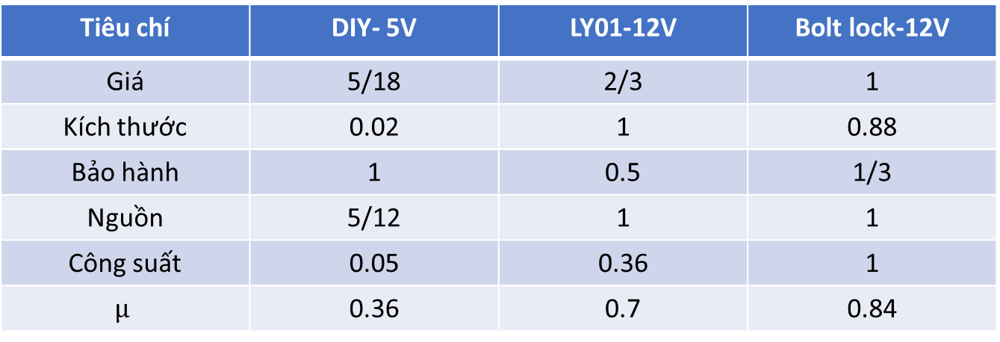 Tiêu chí DIY- 5V LY01-12V Bolt lock-12V
Giá 5/18 2/3 1
Kích thước 0.02 1 0.88
Bảo hành 1 0.5 1/3
Nguồn 5/12 1 1
Công suất 0.05 0.36 1
μ 0.36 0.7 0.84